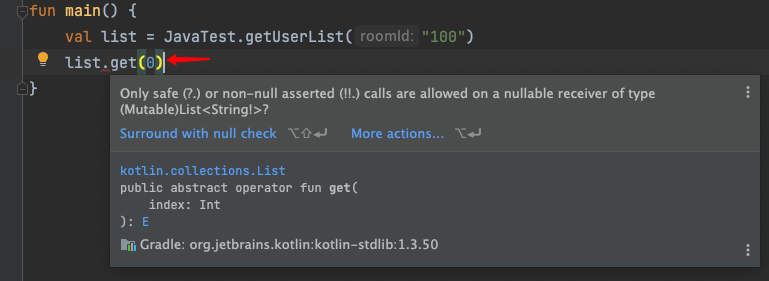 fun main() {
val list = JavaTest.getUserList( roomId: "100")
list.get(0)
}
Only safe (?.) or non-null asserted (!!.) calls are allowed on a nullable receiver of type
(Mutable)List<String!>?
Surround with null check ⌥⇧↩ More actions... ⌥↩
kotlin.collections.List
public abstract operator fun get(
index: Int
): E
Gradle: org.jetbrains.kotlin:kotlin-stdlib:1.3.50